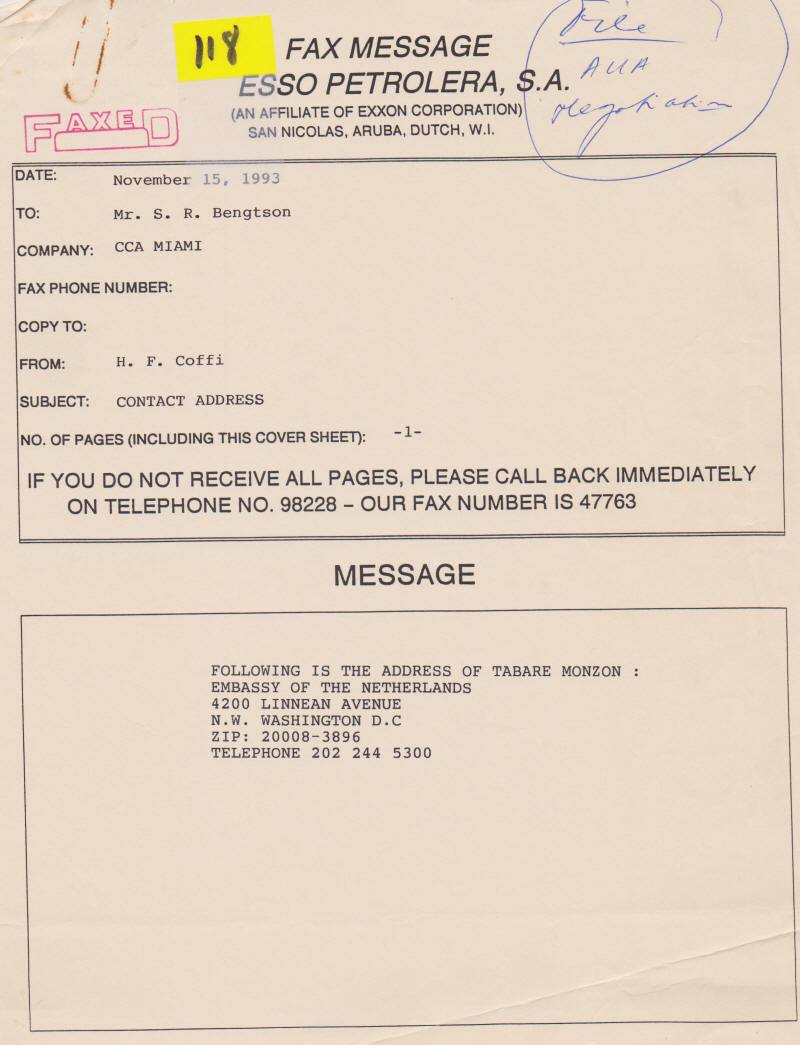 118
FAX MESSAGE
ESSO PETROLERA, S.A.
(AN AFFILIATE OF EXXON CORPORATION)
SAN NICOLAS, ARUBA, DUTCH, W.I.
File
AUA
negotiation
FAXED
DATE: November 15, 1993
TO: Mr. S. R. Bengtson
COMPANY: CCA MIAMI
FAX PHONE NUMBER:
COPY TO:
FROM: H. F. Coffi
SUBJECT: CONTACT ADDRESS
NO. OF PAGES (INCLUDING THIS COVER SHEET): -1-
IF YOU DO NOT RECEIVE ALL PAGES, PLEASE CALL BACK IMMEDIATELY
ON TELEPHONE NO. 98228 – OUR FAX NUMBER IS 47763
MESSAGE
FOLLOWING IS THE ADDRESS OF TABARE MONZON :
EMBASSY OF THE NETHERLANDS
4200 LINNEAN AVENUE
N.W. WASHINGTON D.C
ZIP: 20008-3896
TELEPHONE 202 244 5300